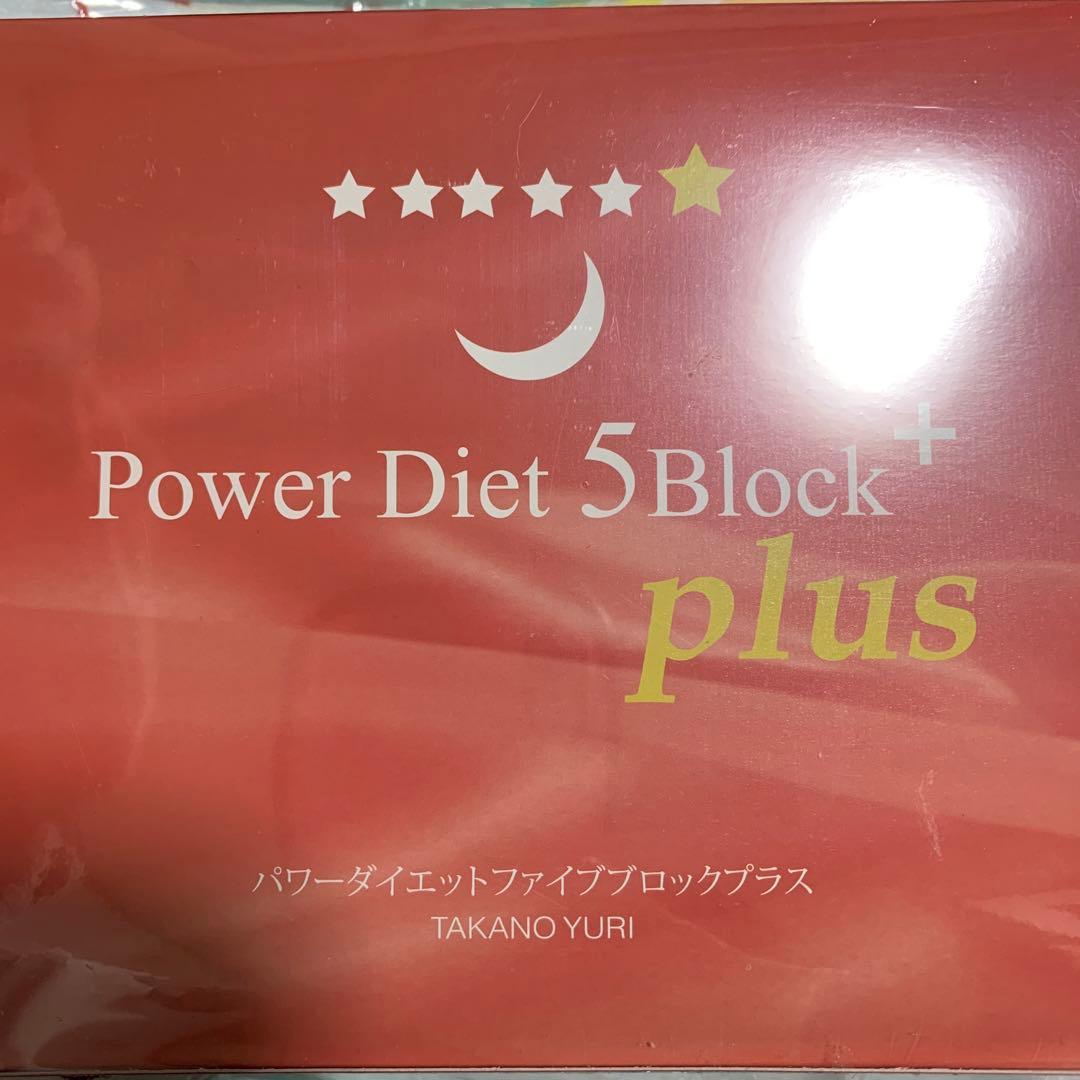 Power Diet 5Block+
plus
パワーダイエットファイブブロックプラス
TAKANO YURI